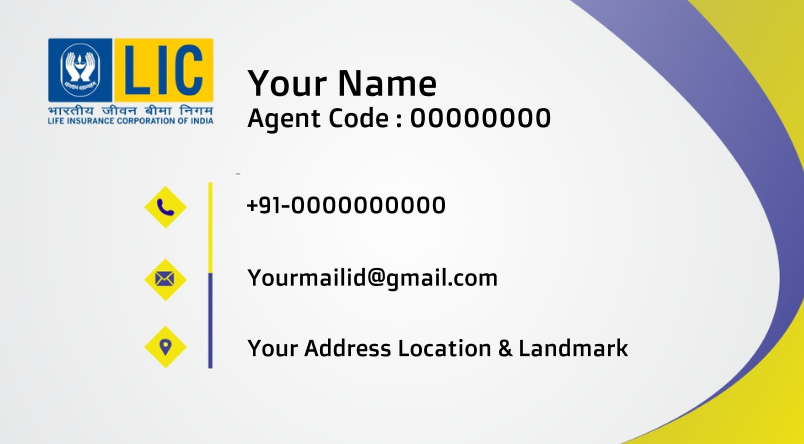 LIC
भारतीय जीवन बीमा निगम
LIFE INSURANCE CORPORATION OF INDIA
Your Name
Agent Code : 00000000
+91-0000000000
Yourmailid@gmail.com
Your Address Location & Landmark